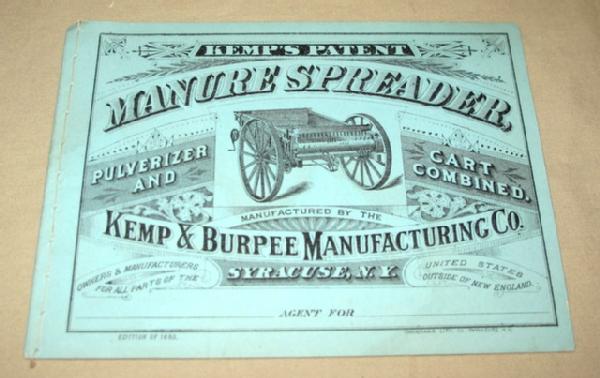 KEMP'S PATENT
MANURE SPREADER,
PULVERIZER
AND
CART
COMBINED.
MANUFACTURED BY THE
KEMP & BURPEE MANUFACTURING CO.
SYRACUSE, N.Y.
OWNERS & MANUFACTURERS
FOR ALL PARTS OF THE
UNITED STATES
OUTSIDE OF NEW ENGLAND.
AGENT FOR
EDITION OF 1880.